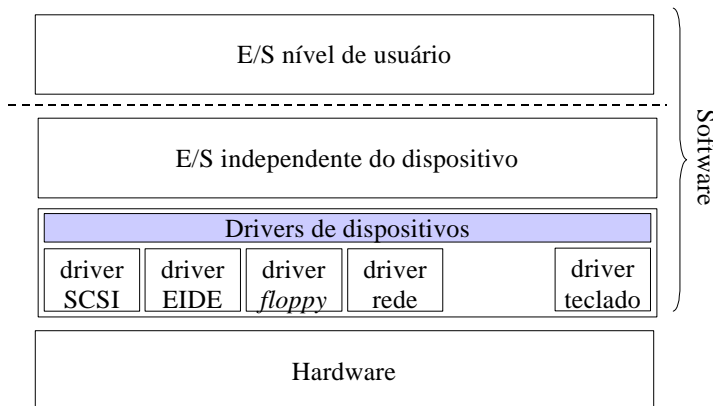 E/S nível de usuário
E/S independente do dispositivo
Software
Drivers de dispositivos
driver
SCSI
driver
EIDE
driver
floppy
driver
rede
driver
teclado
Hardware